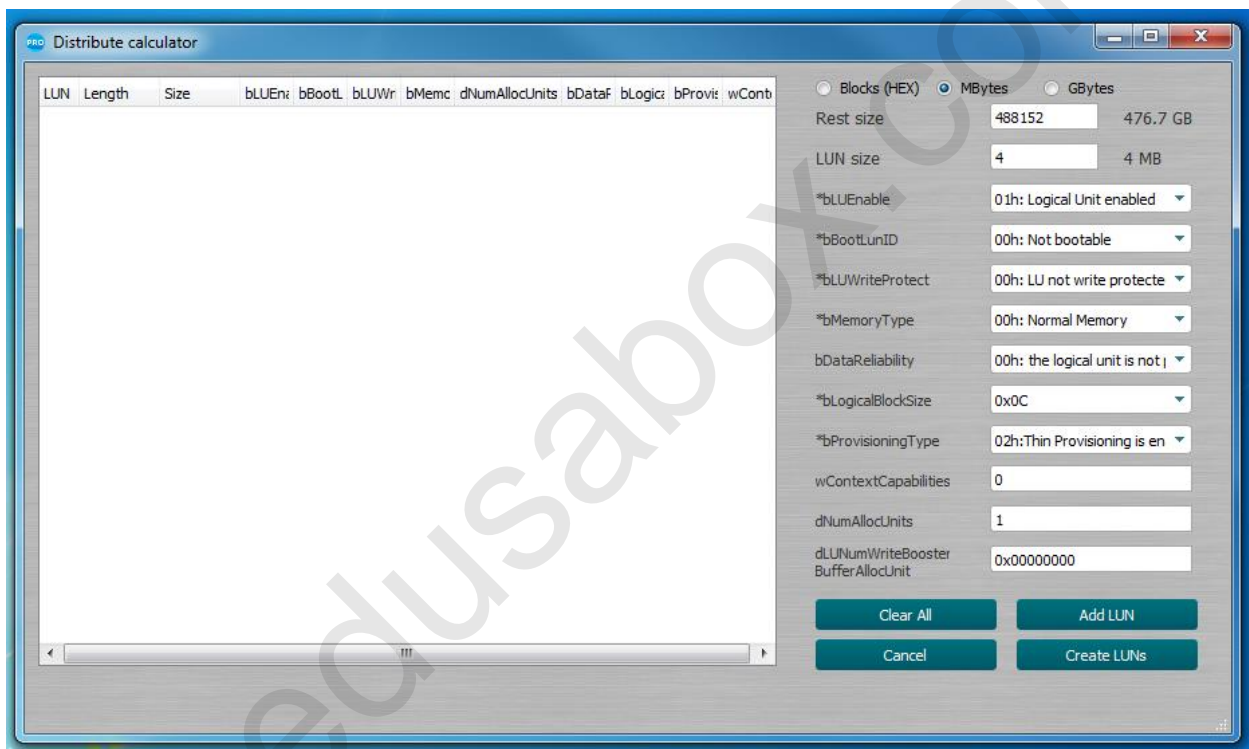 PRO Distribute calculator
LUN Length Size bLUEna bBootL bLUWr bMemc dNumAllocUnits bDataF bLogica bProvis wConte
Blocks (HEX) MBytes GBytes
Rest size 488152 476.7 GB
LUN size 4 4 MB
*bLUEnable 01h: Logical Unit enabled
*bBootLunID 00h: Not bootable
*bLUWriteProtect 00h: LU not write protecte
*bMemoryType 00h: Normal Memory
bDataReliability 00h: the logical unit is not p
*bLogicalBlockSize 0x0C
*bProvisioningType 02h:Thin Provisioning is en
wContextCapabilities 0
dNumAllocUnits 1
dLUNumWriteBooster
BufferAllocUnit 0x00000000
Clear All Add LUN
Cancel Create LUNs
edusabox.co